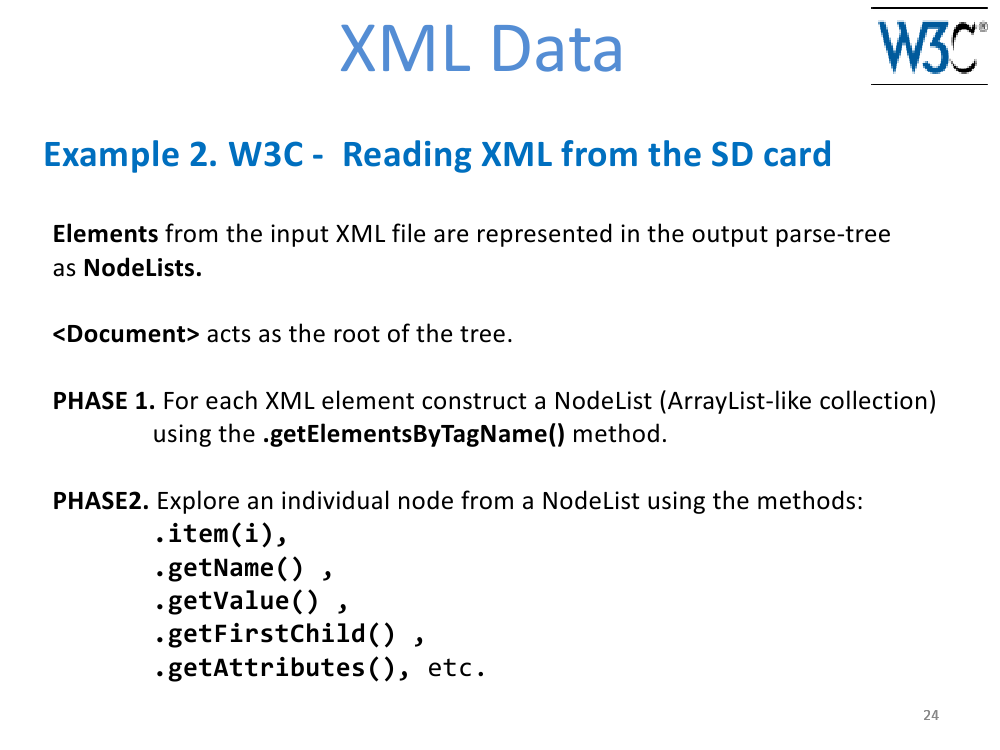 XML Data
W3C®
Example 2. W3C - Reading XML from the SD card
Elements from the input XML file are represented in the output parse-tree
as NodeLists.
<Document> acts as the root of the tree.
PHASE 1. For each XML element construct a NodeList (ArrayList-like collection)
using the .getElementsByTagName() method.
PHASE2. Explore an individual node from a NodeList using the methods:
.item(i),
.getName() ,
.getValue() ,
.getFirstChild() ,
.getAttributes(), etc.
24